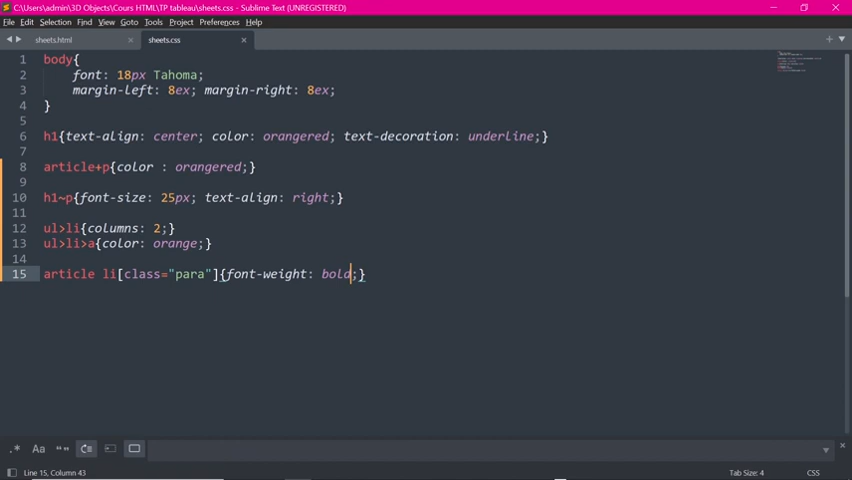 C:\Users\admin\3D Objects\Cours HTML\TP tableau\sheets.css - Sublime Text (UNREGISTERED)
File Edit Selection Find View Goto Tools Project Preferences Help
sheets.html × sheets.css ×
1 body{
2 font: 18px Tahoma;
3 margin-left: 8ex; margin-right: 8ex;
4 }
5
6 h1{text-align: center; color: orangered; text-decoration: underline;}
7
8 article+p{color : orangered;}
9
10 h1~p{font-size: 25px; text-align: right;}
11
12 ul>li{columns: 2;}
13 ul>li>a{color: orange;}
14
15 article li[class="para"]{font-weight: bold;}
.* Aa “”
Line 15, Column 43 Tab Size: 4 CSS